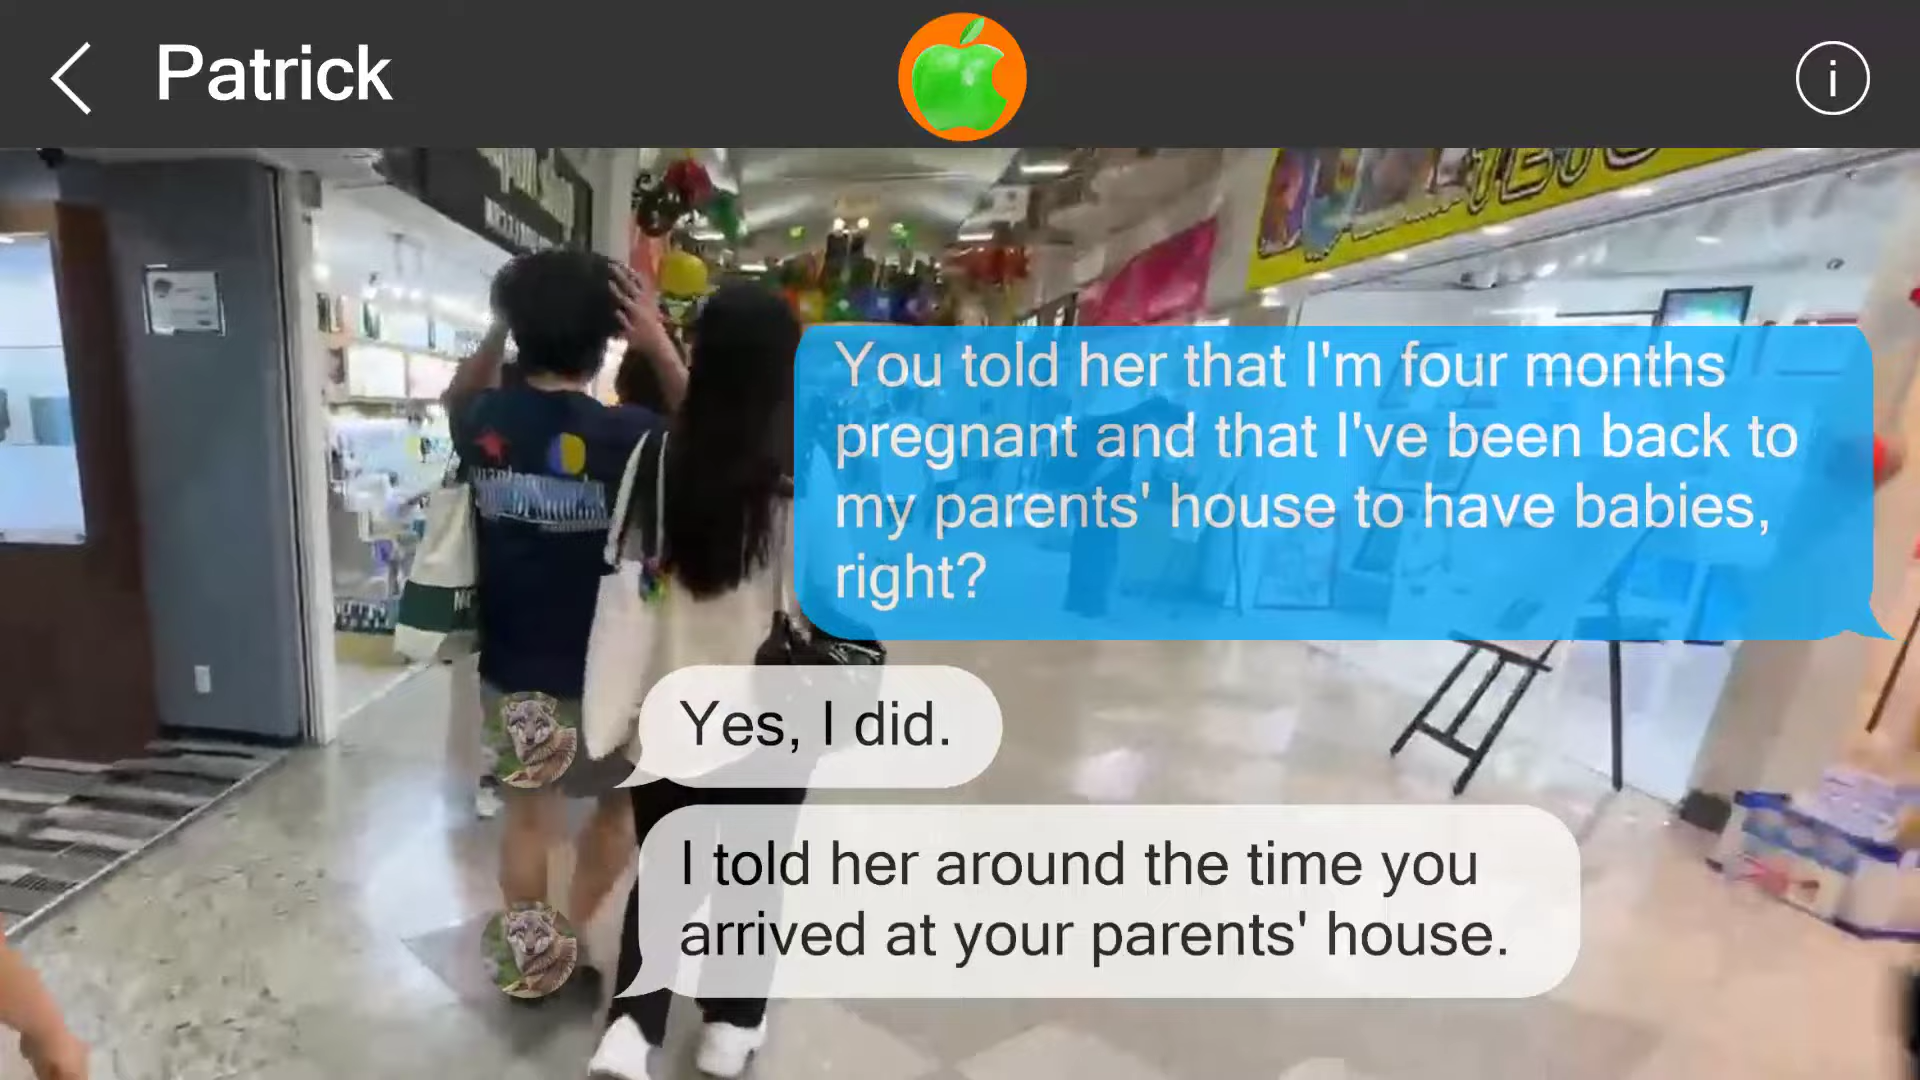 Patrick
You told her that I'm four months
pregnant and that I've been back to
my parents' house to have babies,
right?
Yes, I did.
I told her around the time you
arrived at your parents' house.